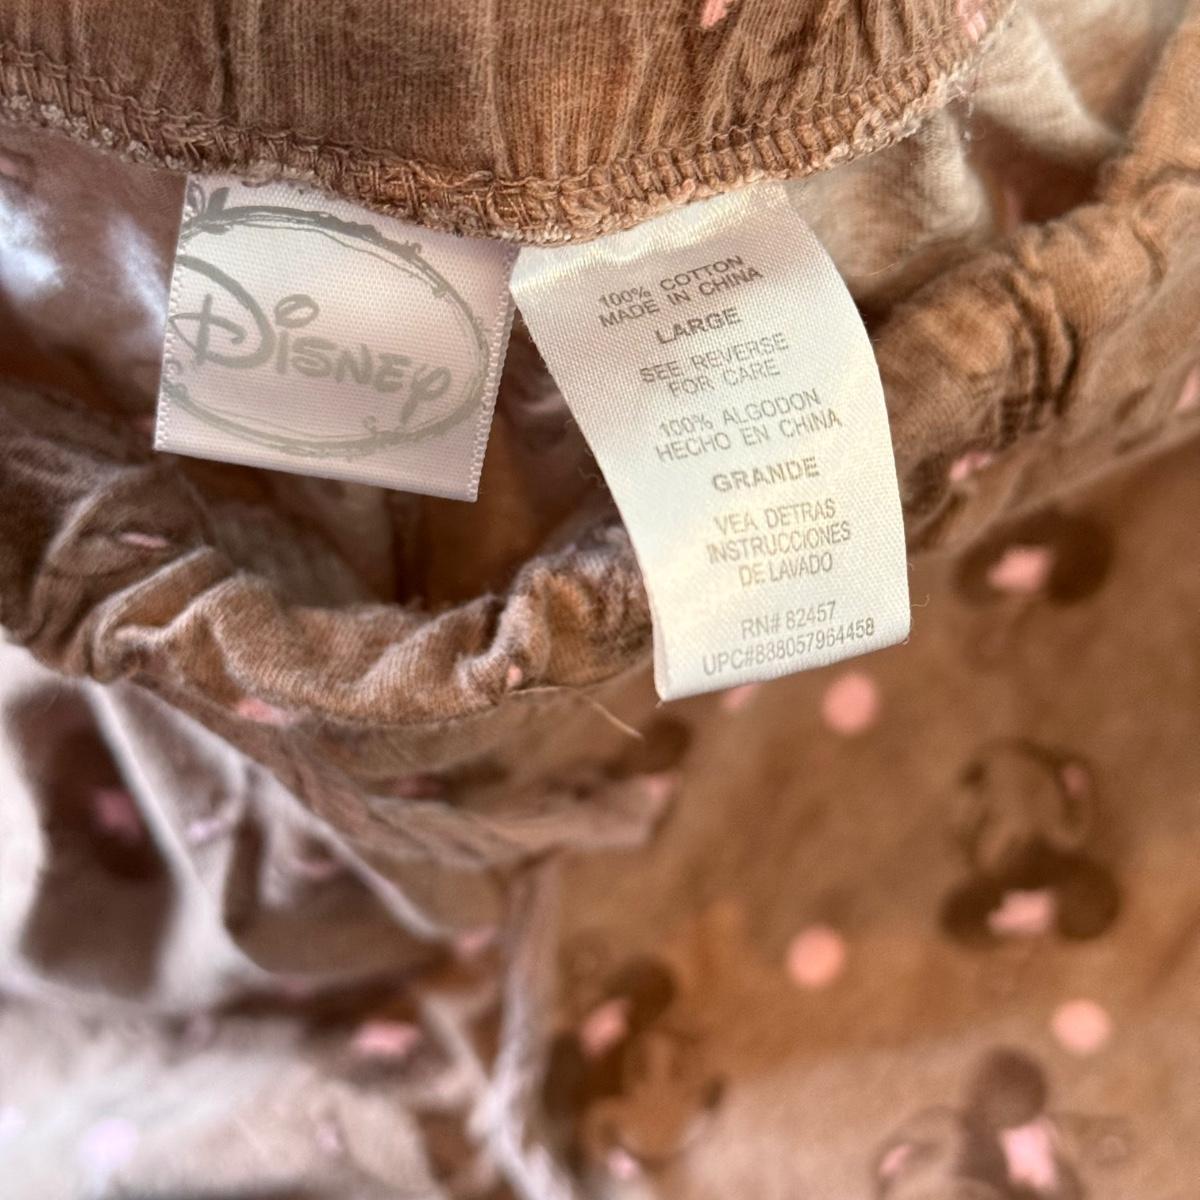 Disney
100% COTTON
MADE IN CHINA
LARGE
SEE REVERSE
FOR CARE
100% ALGODON
HECHO EN CHINA
GRANDE
VEA DETRAS
INSTRUCCIONES
DE LAVADO
RN# 82457
UPC#888057964458